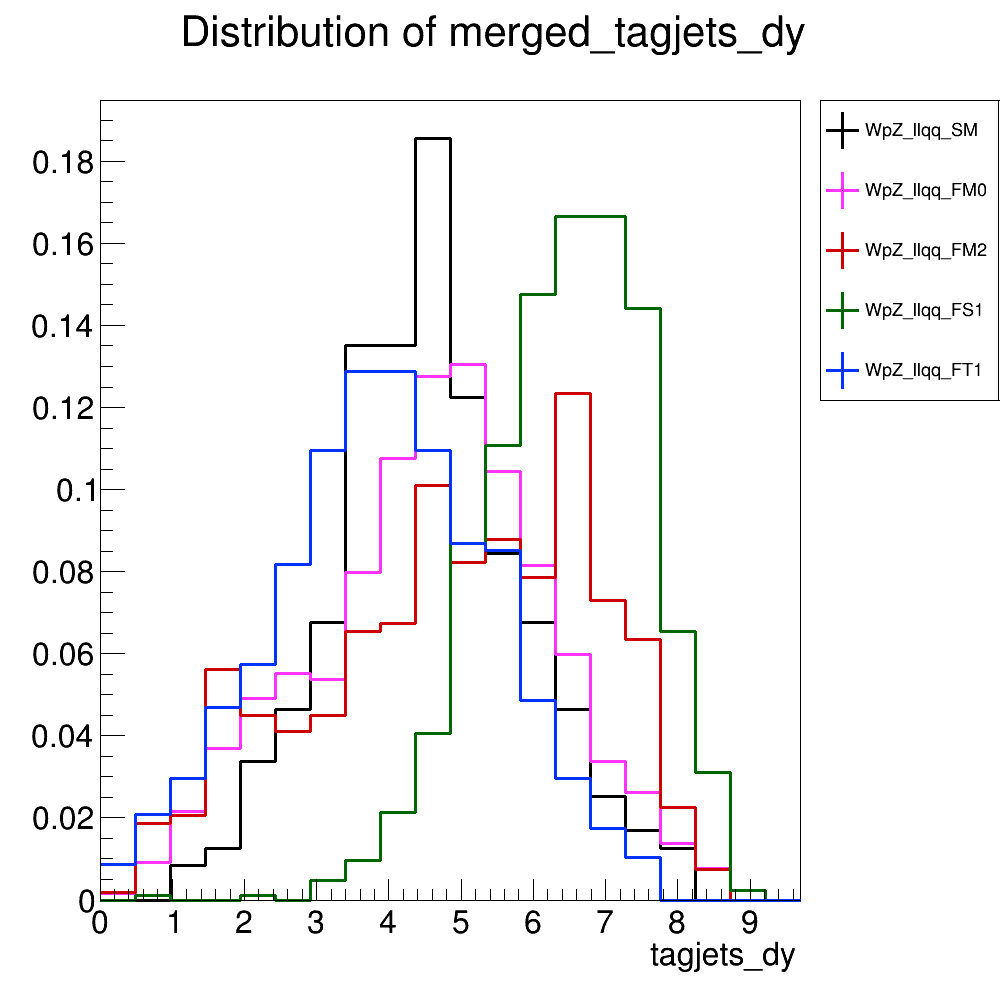 Distribution of merged_tagjets_dy
WpZ_llqq_SM
WpZ_llqq_FM0
WpZ_llqq_FM2
WpZ_llqq_FS1
WpZ_llqq_FT1
0.18
0.16
0.14
0.12
0.1
0.08
0.06
0.04
0.02
0
0 1 2 3 4 5 6 7 8 9
tagjets_dy